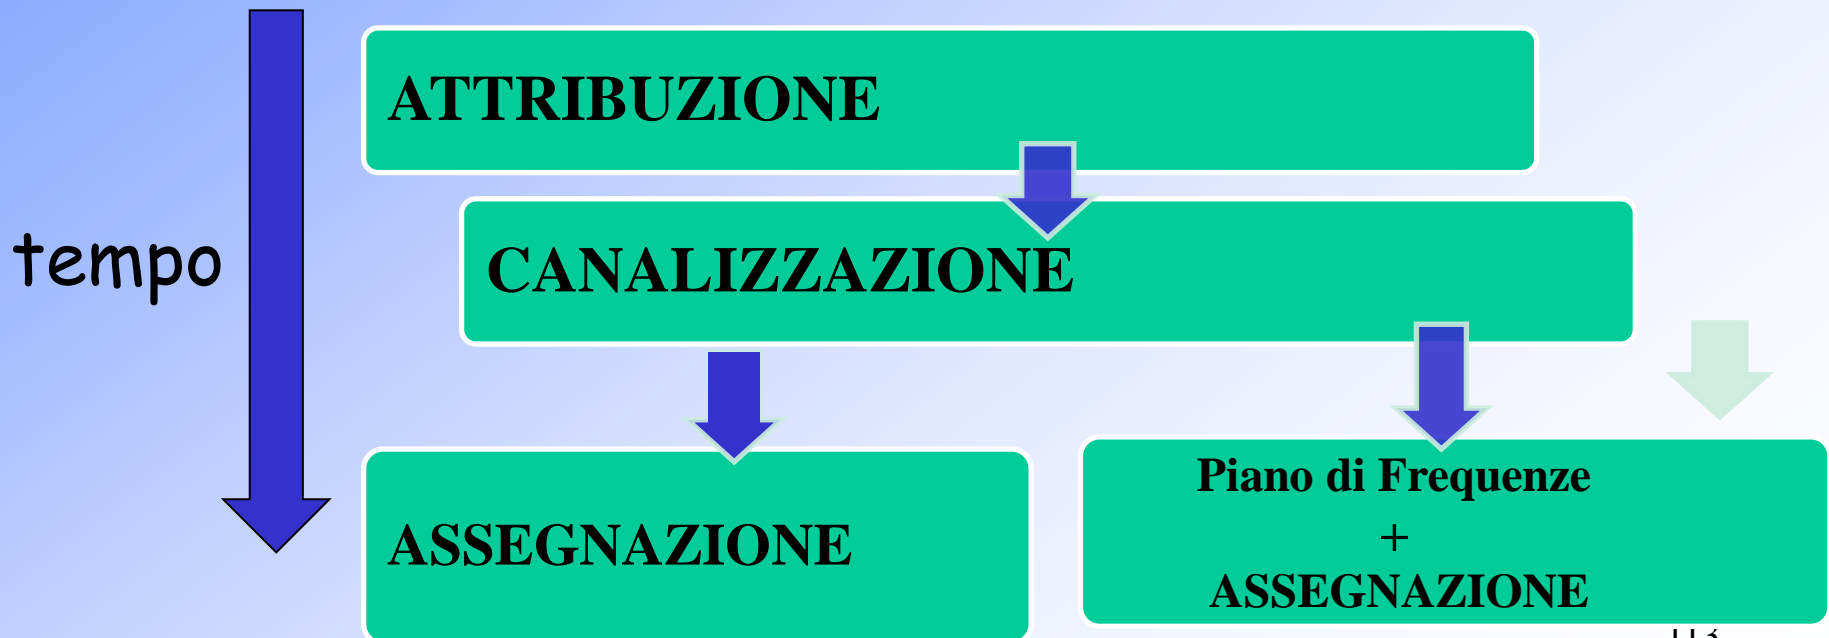 ATTRIBUZIONE
tempo
CANALIZZAZIONE
ASSEGNAZIONE
Piano di Frequenze
+
ASSEGNAZIONE